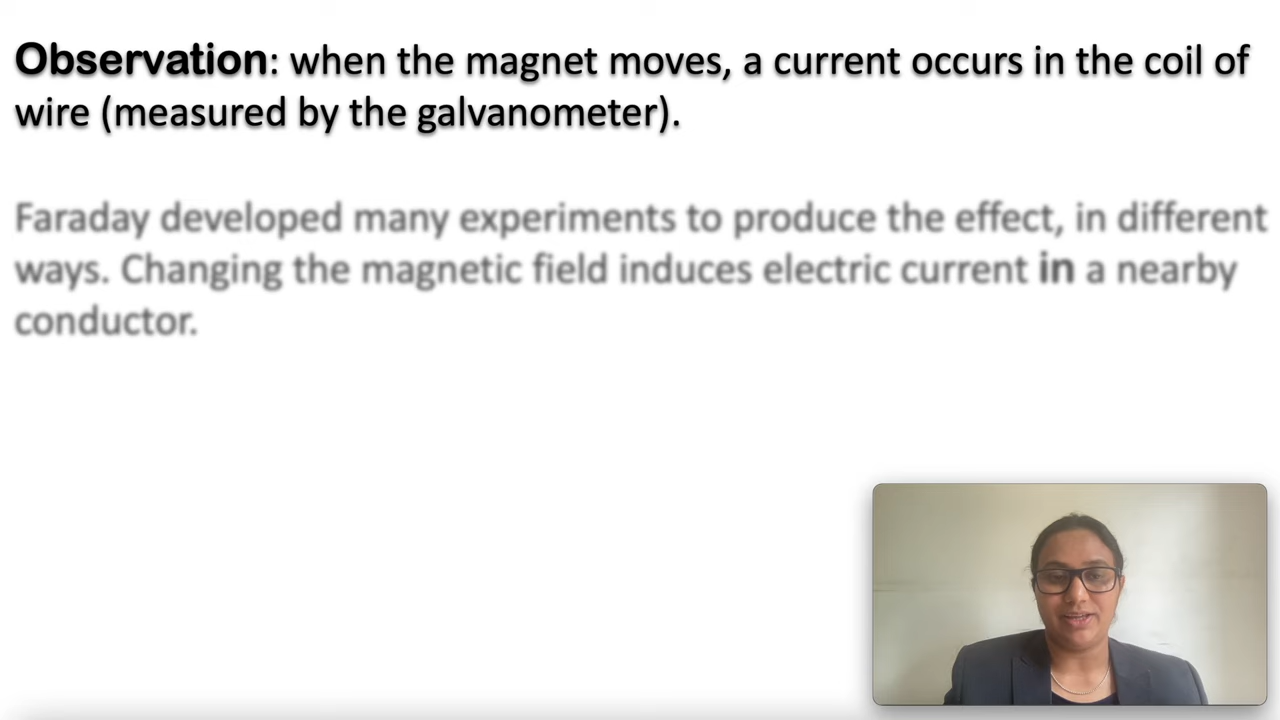 Observation: when the magnet moves, a current occurs in the coil of
wire (measured by the galvanometer).
Faraday developed many experiments to produce the effect, in different
ways. Changing the magnetic field induces electric current in a nearby
conductor.